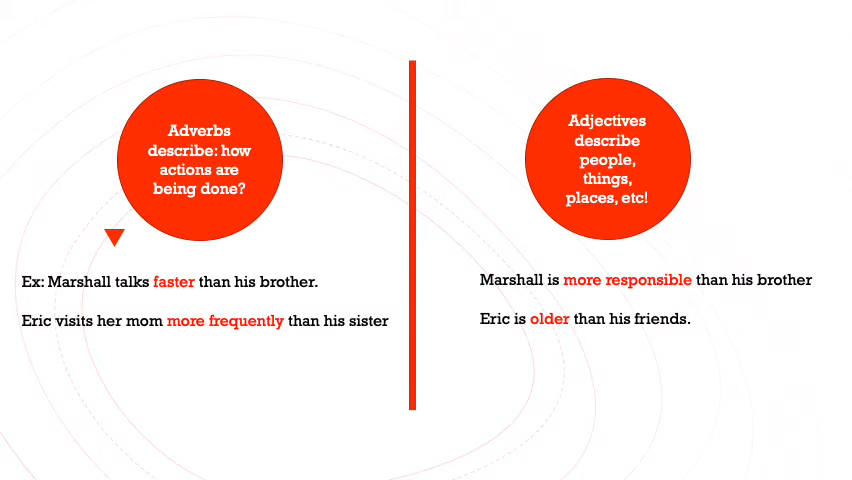 Adverbs
describe: how
actions are
being done?
Ex: Marshall talks faster than his brother.
Eric visits her mom more frequently than his sister
Adjectives
describe
people,
things,
places, etc!
Marshall is more responsible than his brother
Eric is older than his friends.